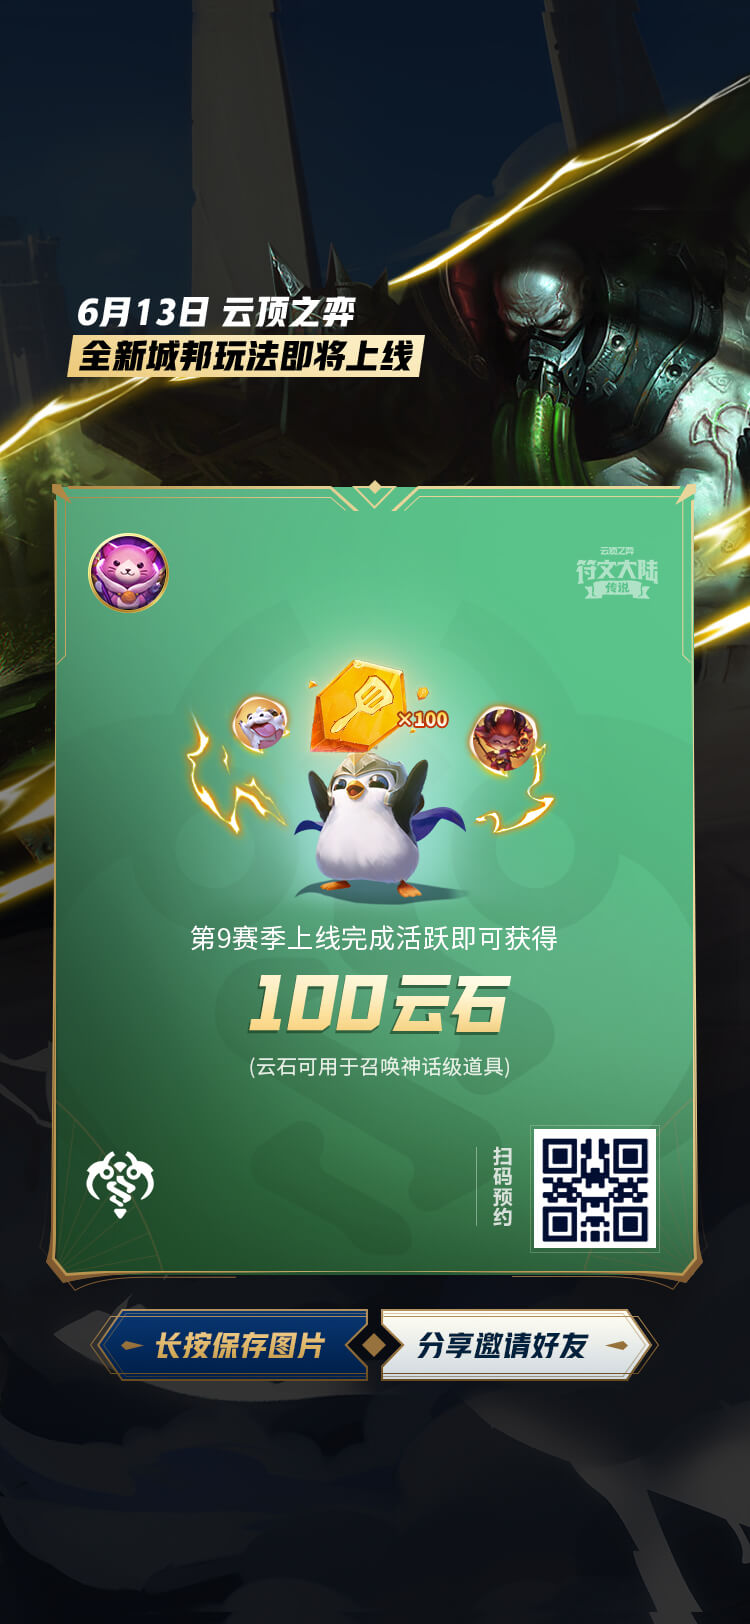 6月13日 云顶之弈
全新城邦玩法即将上线
云顶之弈
符文大陆
传说
×100
第9赛季上线完成活跃即可获得
100云石
(云石可用于召唤神话级道具)
扫码预约
长按保存图片
分享邀请好友